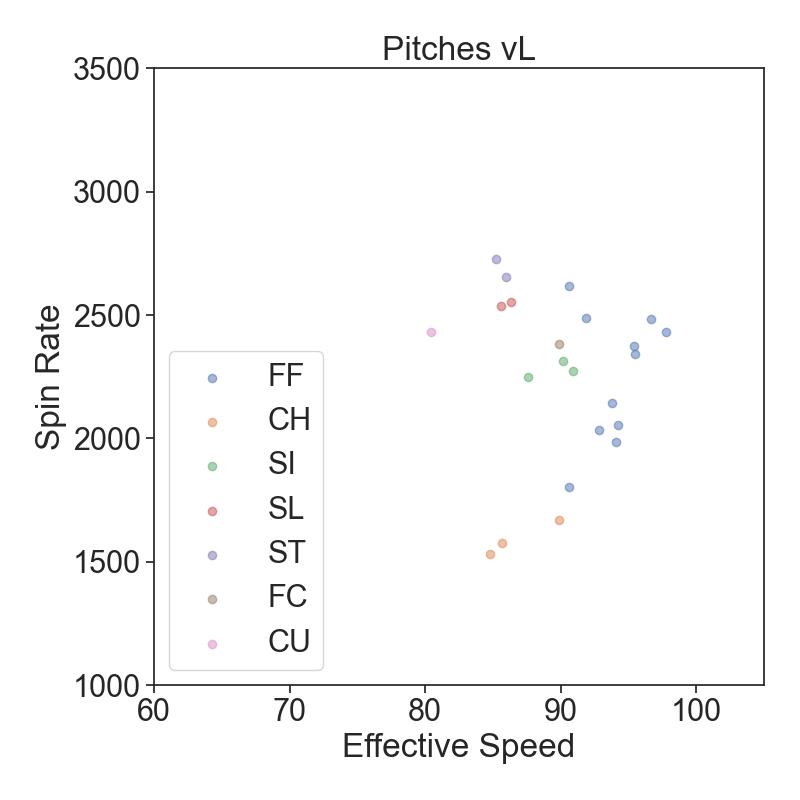 Pitches vL
3500
3000
2500
2000
1500
1000
Spin Rate
FF
CH
SI
SL
ST
FC
CU
60 70 80 90 100
Effective Speed